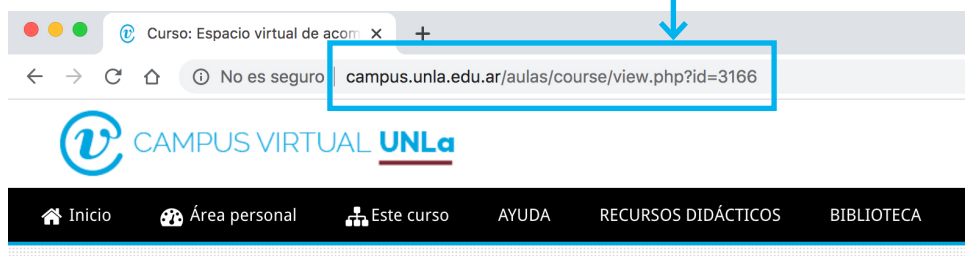 Curso: Espacio virtual de acom
No es seguro | campus.unla.edu.ar/aulas/course/view.php?id=3166
CAMPUS VIRTUAL UNLa
Inicio Área personal Este curso AYUDA RECURSOS DIDÁCTICOS BIBLIOTECA